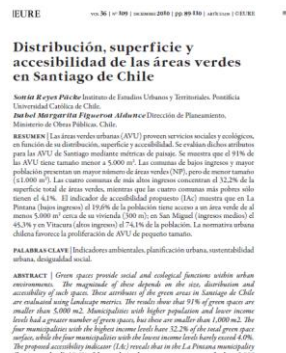 EURE
VOL 36 | Nº 109 | DICIEMBRE 2010 | pp. 89-110 | ARTÍCULOS | ©EURE
Distribución, superficie y
accesibilidad de las áreas verdes
en Santiago de Chile
Sonia Reyes Päcke Instituto de Estudios Urbanos y Territoriales. Pontificia
Universidad Católica de Chile.
Isabel Margarita Figueroa Aldunce Dirección de Planeamiento,
Ministerio de Obras Públicas. Chile.
RESUMEN | Las áreas verdes urbanas (AVU) proveen servicios sociales y ecológicos,
en función de su distribución, superficie y accesibilidad. Se evalúan dichos atributos
para las AVU de Santiago mediante métricas de paisaje. Se muestra que el 91% de
las AVU tiene tamaño menor a 5.000 m². Las comunas de bajos ingresos y mayor
población presentan un mayor número de áreas verdes (NP), pero de menor tamaño
(≤1.000 m²). Las cuatro comunas de más altos ingresos concentran el 32.2% de la
superficie total de áreas verdes, mientras que las cuatro comunas más pobres sólo
tienen el 4.1%. El indicador de accesibilidad propuesto (IAc) muestra que en La
Pintana (bajos ingresos) el 19,6% de la población tiene acceso a un área verde de al
menos 5.000 m² cerca de su vivienda (300 m); en San Miguel (ingresos medios) el
45,3% y en Vitacura (altos ingresos) el 74,1% de la población. La normativa urbana
chilena favorece la proliferación de AVU de pequeño tamaño.
PALABRAS CLAVE | Indicadores ambientales, planificación urbana, sustentabilidad
urbana, desigualdad social.
ABSTRACT | Green spaces provide social and ecological functions within urban
environments. The magnitude of these depends on the size, distribution and
accessibility of such spaces. These attributes of the green areas in Santiago de Chile
are evaluated using landscape metrics. The results show that 91% of green areas are
smaller than 5,000 m2. Municipalities with higher population and lower income
levels had a greater number of green spaces, but these are smaller than 1,000 m2. The
four municipalities with the highest income levels have 32.2% of the total green space
surface, while the four municipalities with the lowest income levels barely exceed 4.0%.
The proposed accessibility indicator (IAc) reveals that in the La Pintana municipality